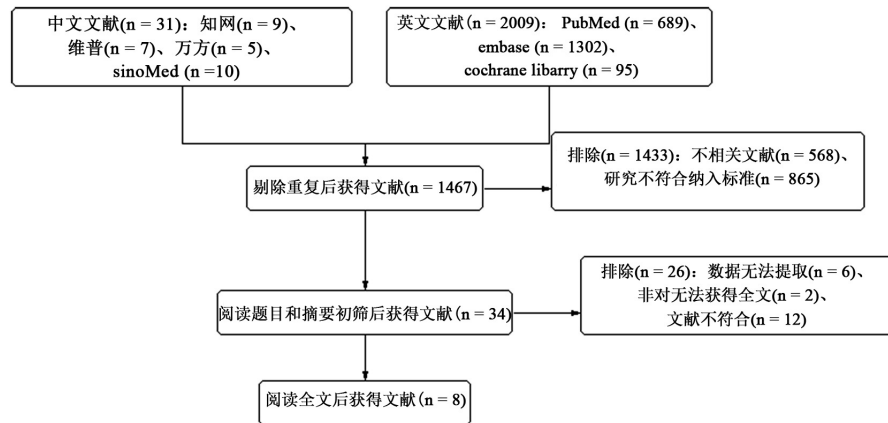 中文文献(n = 31)：知网(n = 9)、
维普(n = 7)、万方(n = 5)、
sinoMed (n =10)
英文文献(n = 2009)： PubMed (n = 689)、
embase (n = 1302)、
cochrane libarry (n = 95)
剔除重复后获得文献(n = 1467)
排除(n = 1433)：不相关文献(n = 568)、
研究不符合纳入标准(n = 865)
阅读题目和摘要初筛后获得文献(n = 34)
排除(n = 26)：数据无法提取(n = 6)、
非对无法获得全文(n = 2)、
文献不符合(n = 12)
阅读全文后获得文献(n = 8)